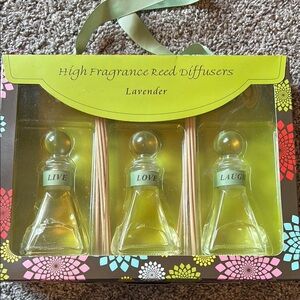 High Fragrance Reed Diffusers
Lavender
LIVE
LOVE
LAUGH